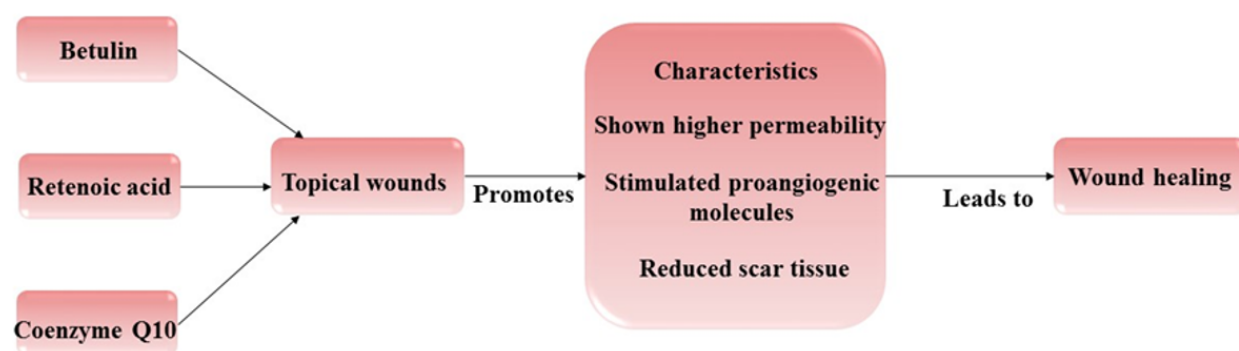 Betulin
Retenoic acid
Coenzyme Q10
Topical wounds
Promotes
Characteristics
Shown higher permeability
Stimulated proangiogenic
molecules
Reduced scar tissue
Leads to
Wound healing